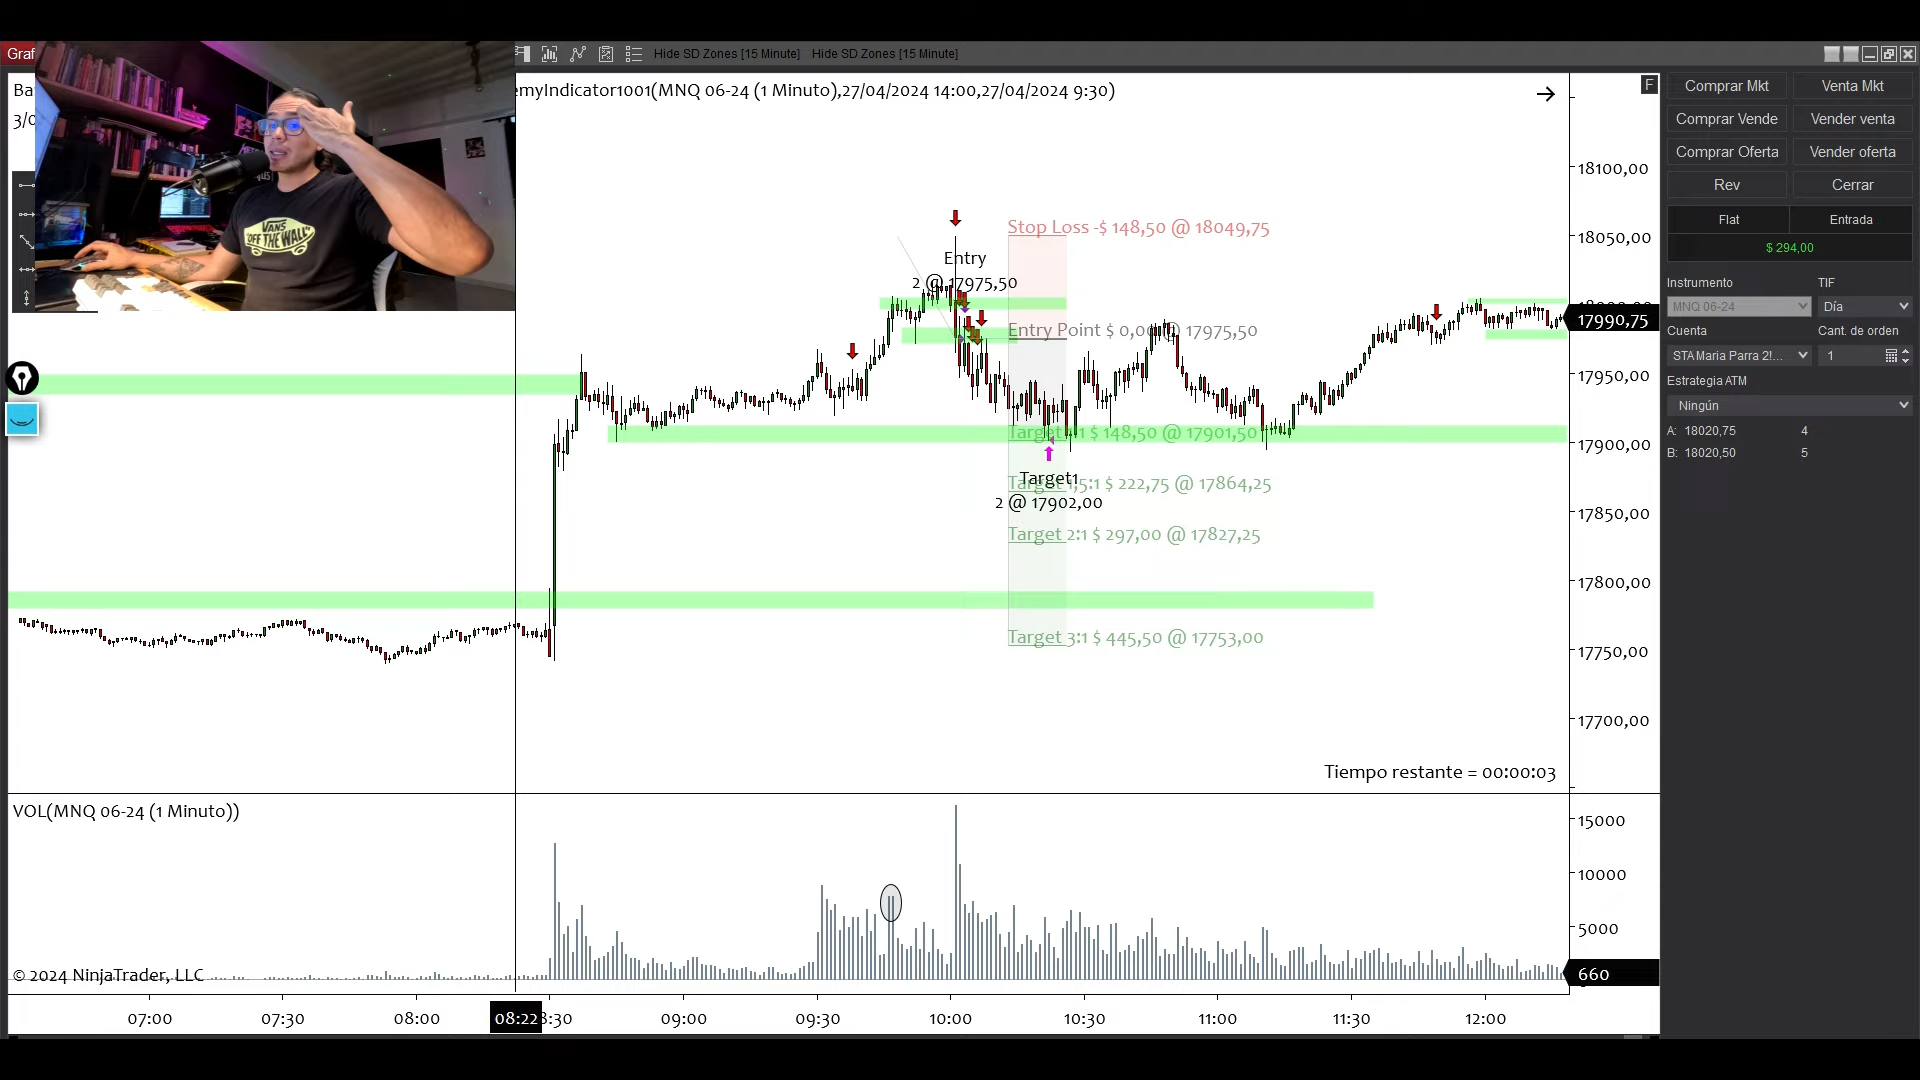 Graf
Hide SD Zones [15 Minute] Hide SD Zones [15 Minute]
Ba
emyIndicator1001(MNQ 06-24 (1 Minuto),27/04/2024 14:00,27/04/2024 9:30)
F
3/0
VANS
"OFF THE WALL"
Stop Loss -$ 148,50 @ 18049,75
Entry
2 @ 17975,50
Entry Point $ 0,00 @ 17975,50
Target 1:1 $ 148,50 @ 17901,50
Target1
Target 1,5:1 $ 222,75 @ 17864,25
2 @ 17902,00
Target 2:1 $ 297,00 @ 17827,25
Target 3:1 $ 445,50 @ 17753,00
Tiempo restante = 00:00:03
18100,00
18050,00
17990,75
17950,00
17900,00
17850,00
17800,00
17750,00
17700,00
VOL(MNQ 06-24 (1 Minuto))
15000
10000
5000
660
© 2024 NinjaTrader, LLC
07:00 07:30 08:00 08:22 8:30 09:00 09:30 10:00 10:30 11:00 11:30 12:00
Comprar Mkt Venta Mkt
Comprar Vende Vender venta
Comprar Oferta Vender oferta
Rev Cerrar
Flat Entrada
$ 294,00
Instrumento TIF
MNQ 06-24 Día
Cuenta Cant. de orden
STAMaria Parra 2!... 1
Estrategia ATM
Ningún
A: 18020,75 4
B: 18020,50 5